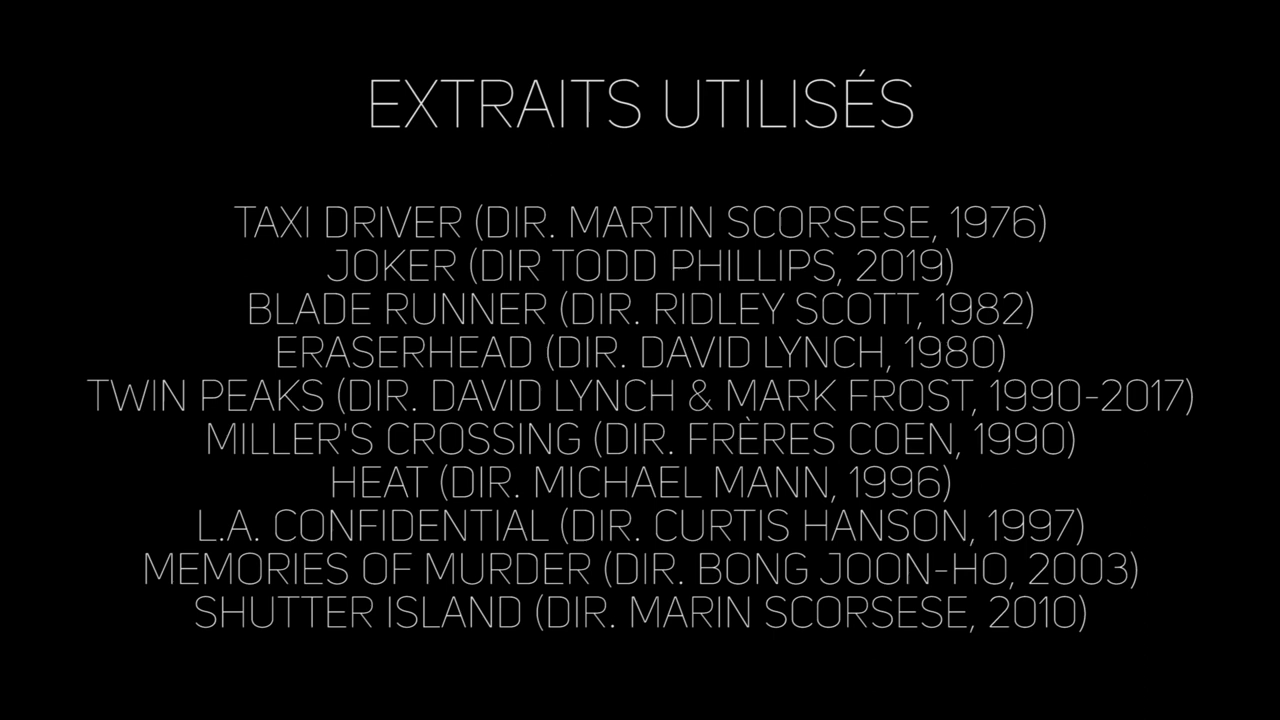 EXTRAITS UTILISÉS
TAXI DRIVER (DIR. MARTIN SCORSESE, 1976)
JOKER (DIR TODD PHILLIPS, 2019)
BLADE RUNNER (DIR. RIDLEY SCOTT, 1982)
ERASERHEAD (DIR. DAVID LYNCH, 1980)
TWIN PEAKS (DIR. DAVID LYNCH & MARK FROST, 1990-2017)
MILLER'S CROSSING (DIR. FRÈRES COEN, 1990)
HEAT (DIR. MICHAEL MANN, 1996)
L.A. CONFIDENTIAL (DIR. CURTIS HANSON, 1997)
MEMORIES OF MURDER (DIR. BONG JOON-HO, 2003)
SHUTTER ISLAND (DIR. MARIN SCORSESE, 2010)